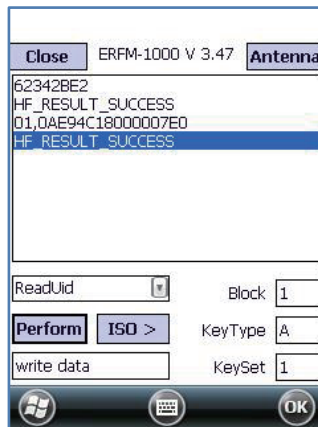 Close ERFM-1000 V 3.47 Antenna
62342BE2
HF_RESULT_SUCCESS
01,0AE94C18000007E0
HF_RESULT_SUCCESS
ReadUid Block 1
Perform ISO > KeyType A
write data KeySet 1
OK